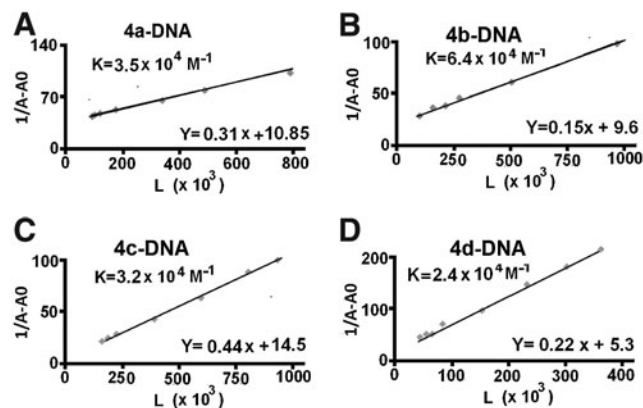 A
4a-DNA
K=3.5 x 10⁴ M⁻¹
1/A-A0
140
70
0
Y=0.31x+10.85
0 200 400 600 800
L (x 10³)
B
4b-DNA
K=6.4 x 10⁴ M⁻¹
1/A-A0
100
50
0
Y=0.15x + 9.6
0 250 500 750 1000
L (x 10³)
C
4c-DNA
K=3.2 x 10⁴ M⁻¹
1/A-A0
100
50
0
Y= 0.44x +14.5
0 250 500 750 1000
L (x 10³)
D
4d-DNA
K=2.4 x 10⁴ M⁻¹
1/A-A0
200
100
0
Y= 0.22 x + 5.3
0 100 200 300 400
L (x 10³)